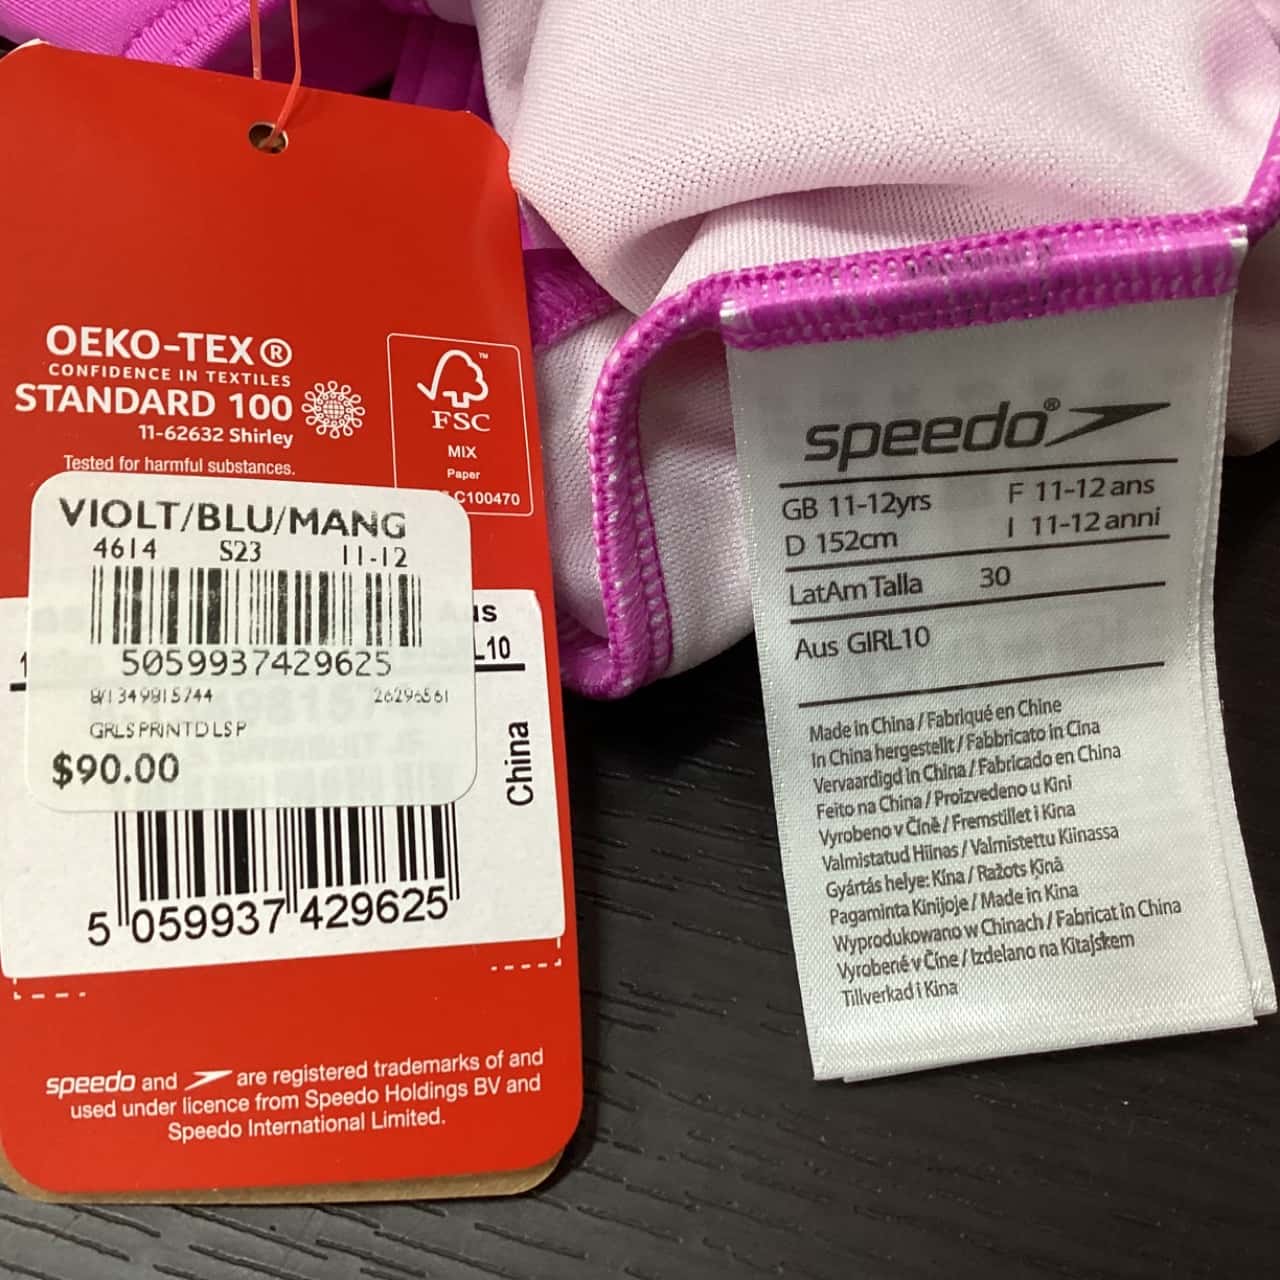 OEKO-TEX®
CONFIDENCE IN TEXTILES
STANDARD 100
11-62632 Shirley
Tested for harmful substances.
FSC™
MIX
Paper
C100470
VIOLT/BLU/MANG
4614 S23 11-12
5059937429625
26296561
GRLS PRINTD LSP
$90.00
L10
China
5 059937 429625
speedo and are registered trademarks of and
used under licence from Speedo Holdings BV and
Speedo International Limited.
speedo®
GB 11-12yrs F 11-12 ans
D 152cm I 11-12 anni
LatAm Talla 30
Aus GIRL10
Made in China / Fabriqué en Chine
In China hergestellt / Fabbricato in Cina
Vervaardigd in China / Fabricado en China
Feito na China / Proizvedeno u Kini
Vyrobeno v Číně / Fremstillet i Kina
Valmistatud Hiinas / Valmistettu Kiinassa
Gyártás helye: Kína / Ražots Ķīnā
Pagaminta Kinijoje / Made in Kina
Wyprodukowano w Chinach / Fabricat în China
Vyrobené v Číne / Izdelano na Kitajskem
Tillverkad i Kina